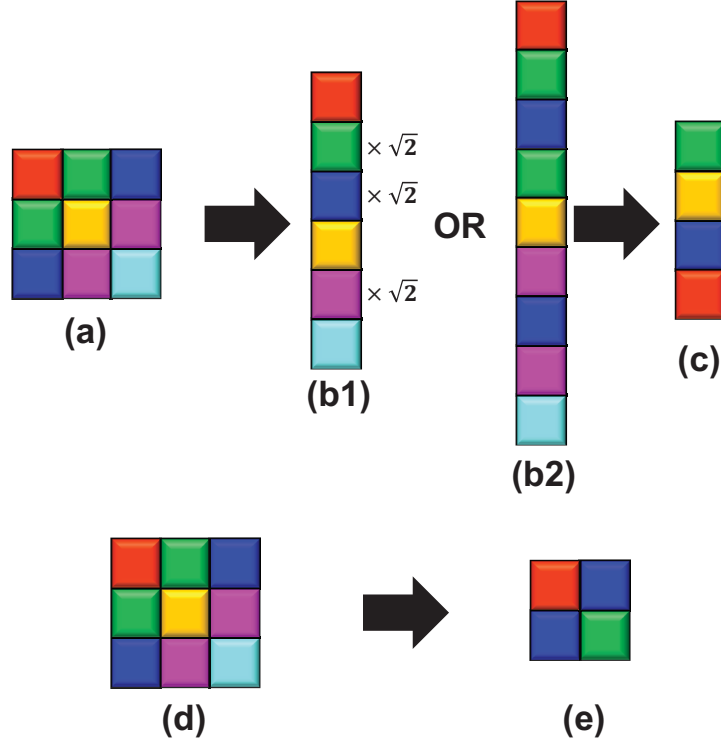 × √2
× √2
OR
× √2
(a)
(b1)
(b2)
(c)
(d)
(e)